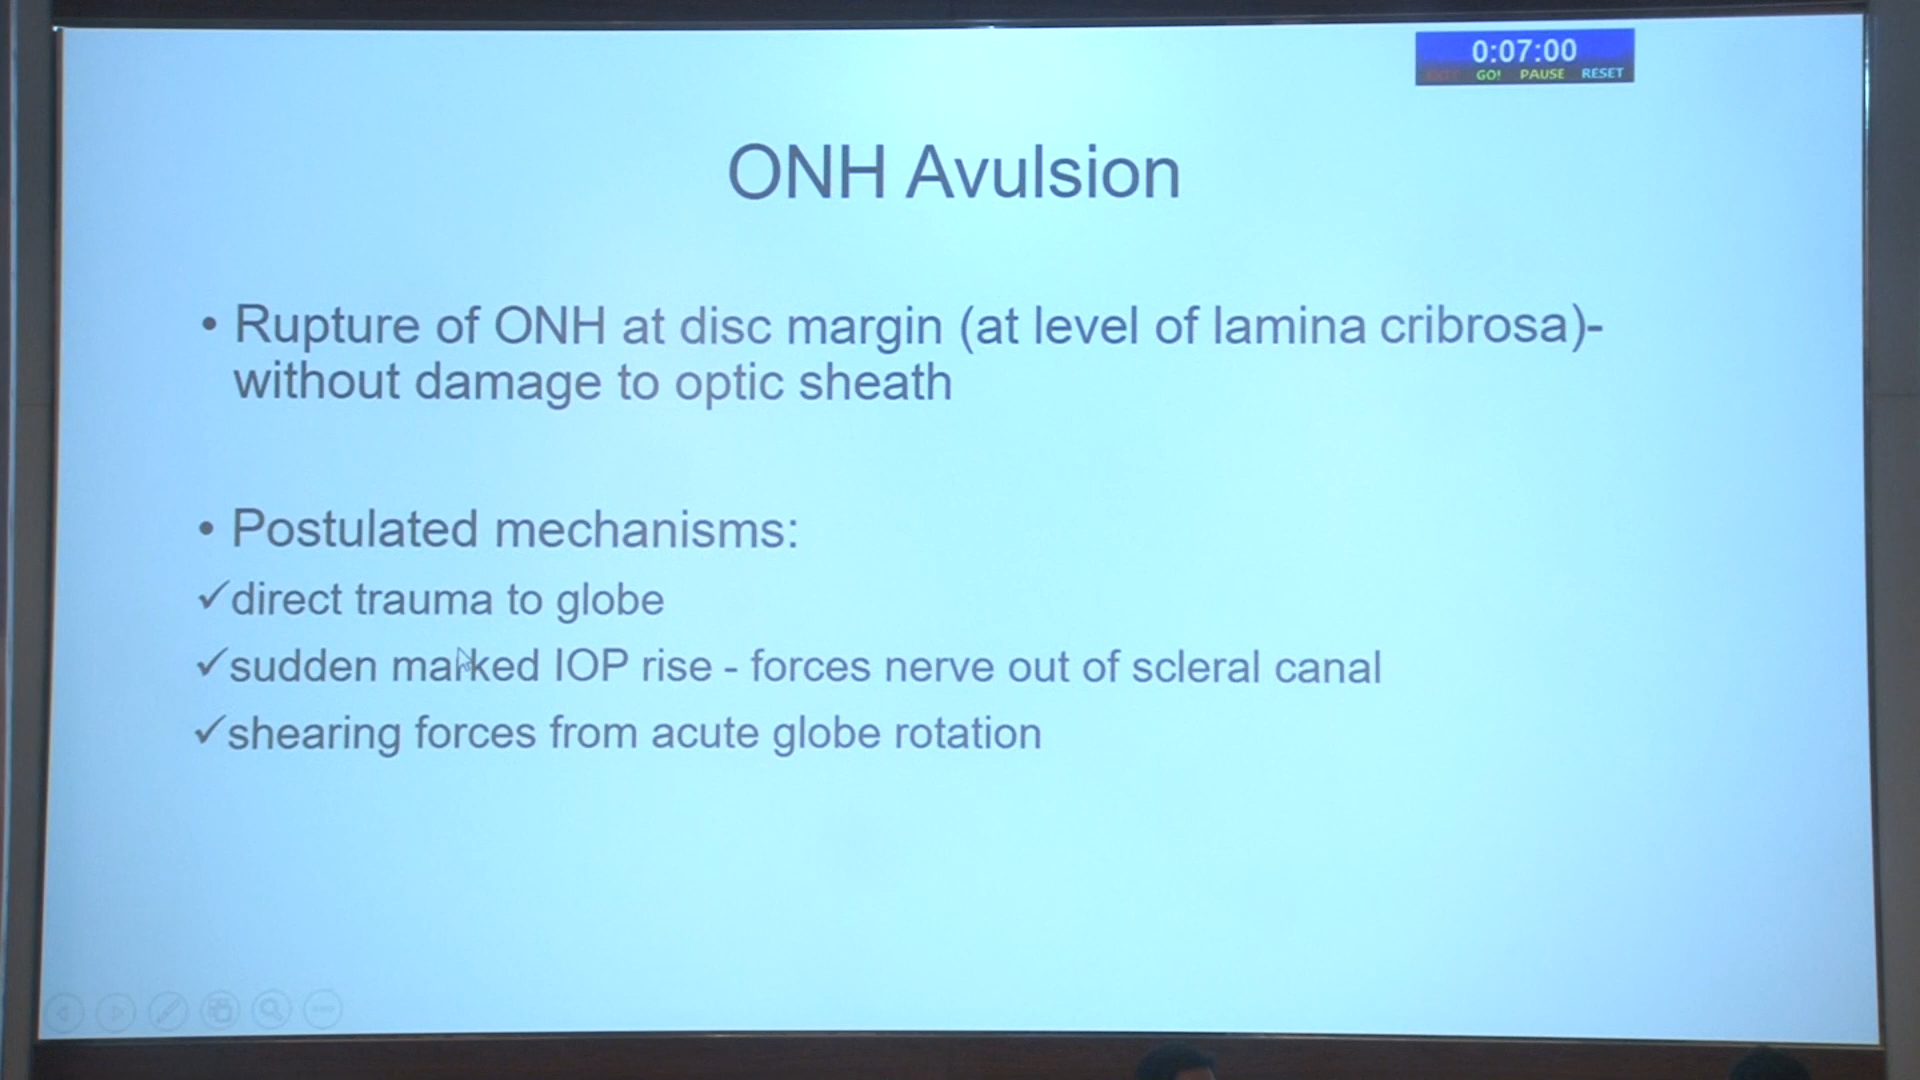 0:07:00
GO! PAUSE RESET
ONH Avulsion
• Rupture of ONH at disc margin (at level of lamina cribrosa)-
without damage to optic sheath
• Postulated mechanisms:
✓direct trauma to globe
✓sudden marked IOP rise - forces nerve out of scleral canal
✓shearing forces from acute globe rotation